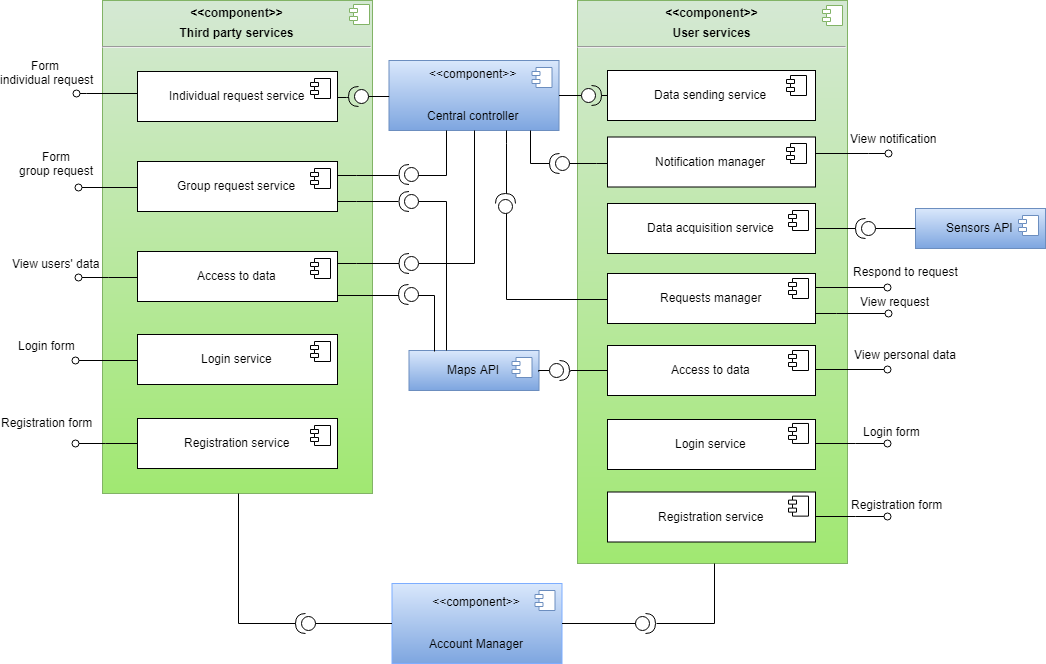 <<component>>
Third party services
Form
individual request
Individual request service
Form
group request
Group request service
View users' data
Access to data
Login form
Login service
Registration form
Registration service
<<component>>
Central controller
Maps API
<<component>>
Account Manager
<<component>>
User services
Data sending service
Notification manager
View notification
Data acquisition service
Sensors API
Requests manager
Respond to request
View request
Access to data
View personal data
Login service
Login form
Registration service
Registration form